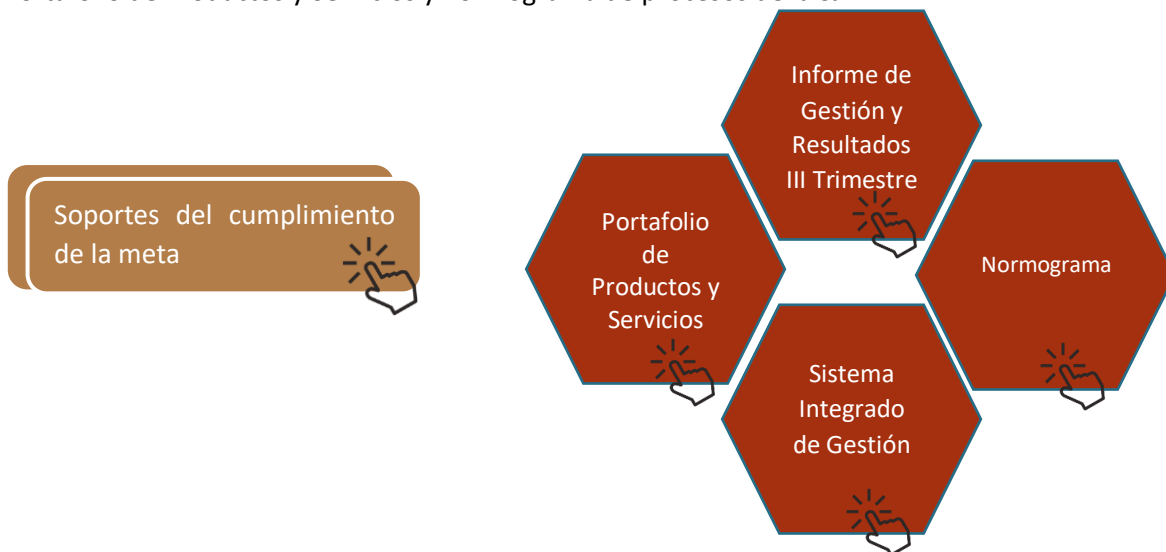 Informe de
Gestión y
Resultados
III Trimestre
Soportes del cumplimiento
de la meta
Portafolio
de
Productos y
Servicios
Normograma
Sistema
Integrado
de Gestión